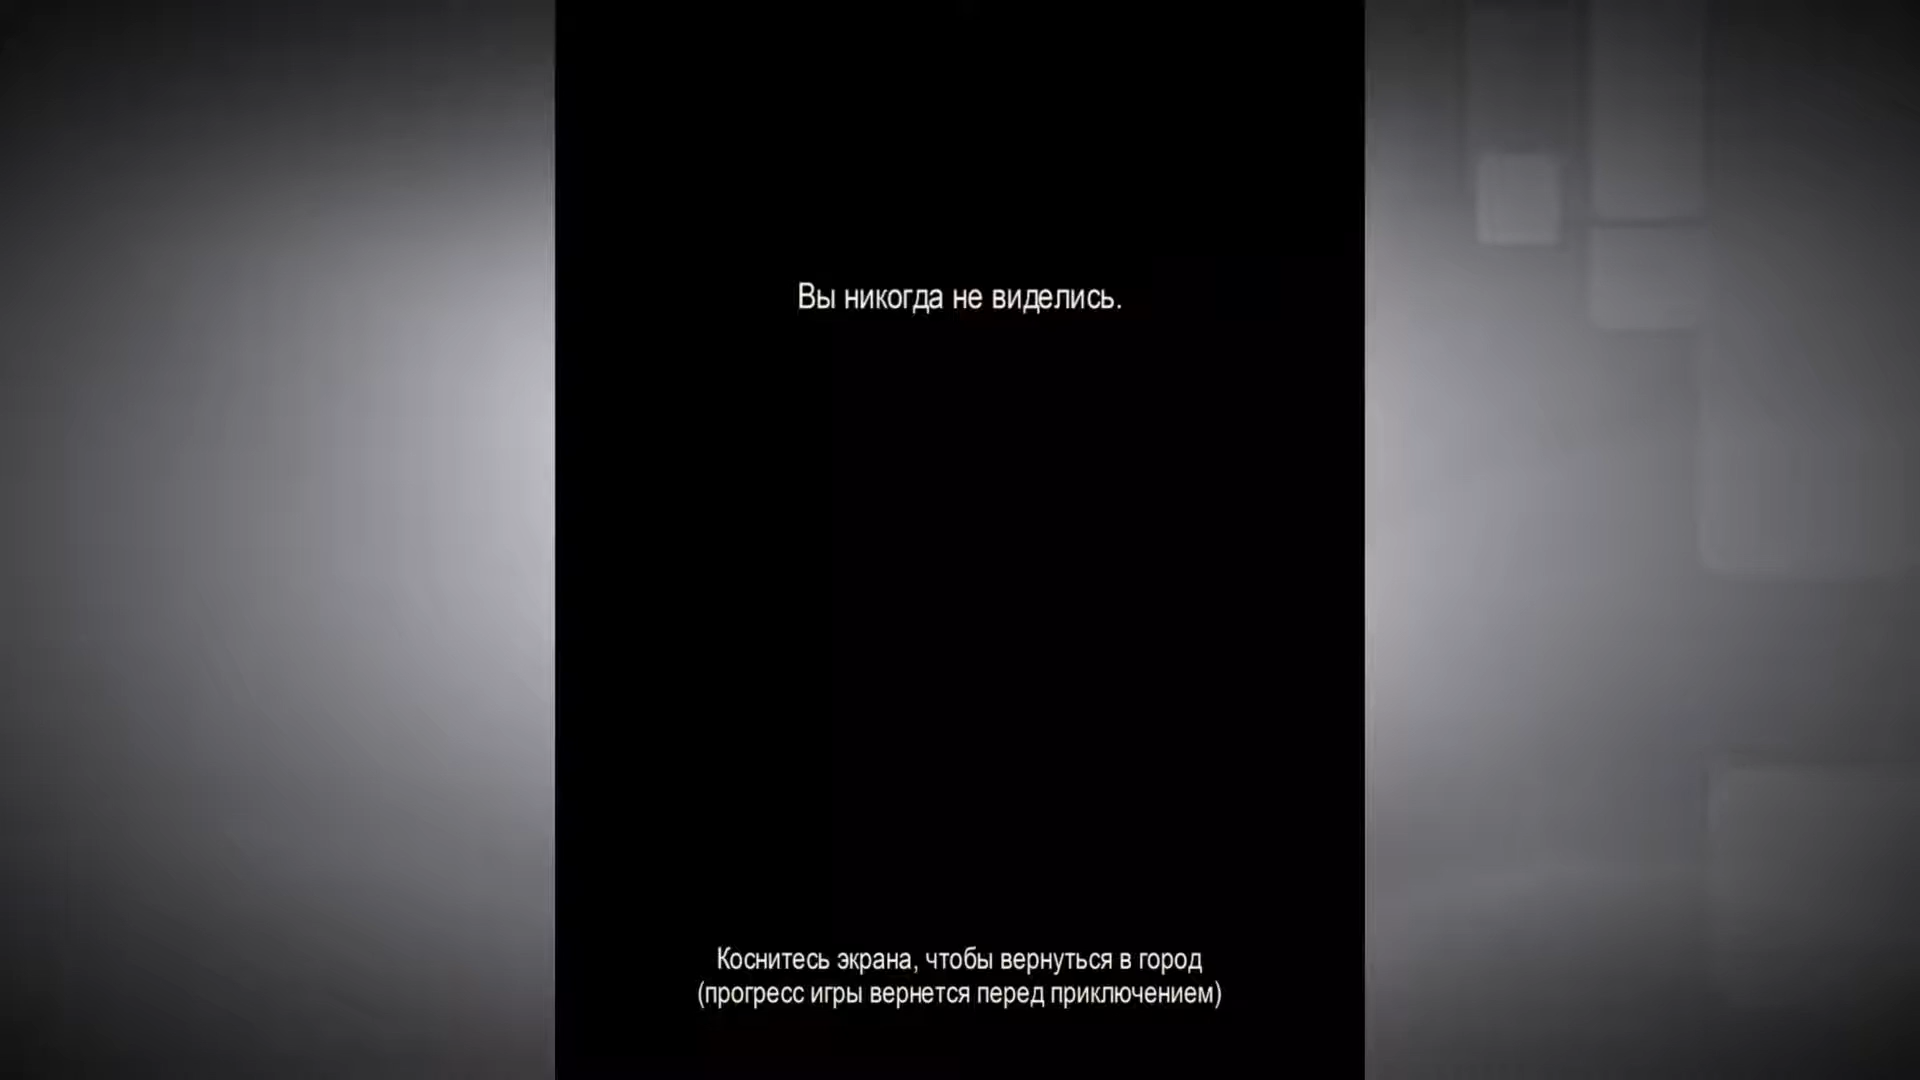 Вы никогда не виделись.
Коснитесь экрана, чтобы вернуться в город
(прогресс игры вернется перед приключением)